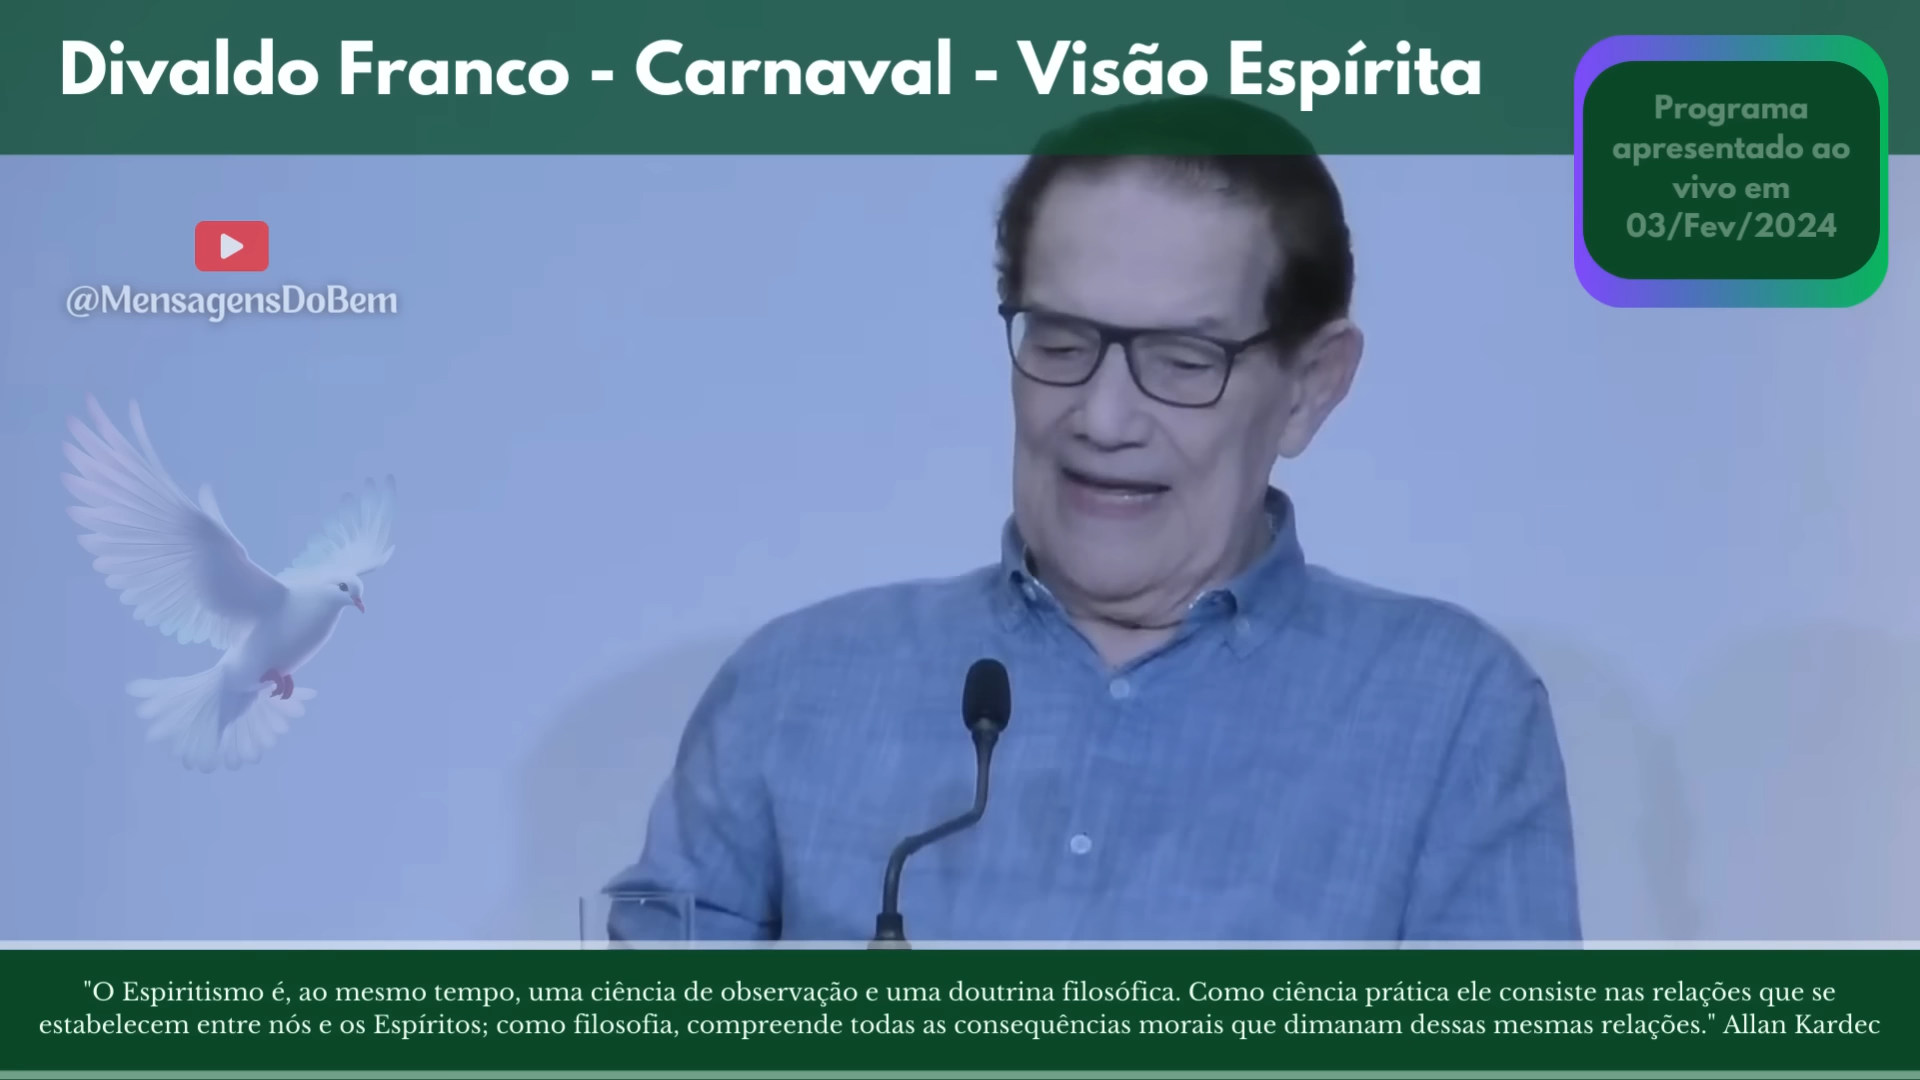 Divaldo Franco - Carnaval - Visão Espírita
Programa
apresentado ao
vivo em
03/Fev/2024
@MensagensDoBem
"O Espiritismo é, ao mesmo tempo, uma ciência de observação e uma doutrina filosófica. Como ciência prática ele consiste nas relações que se
estabelecem entre nós e os Espíritos; como filosofia, compreende todas as consequências morais que dimanam dessas mesmas relações." Allan Kardec